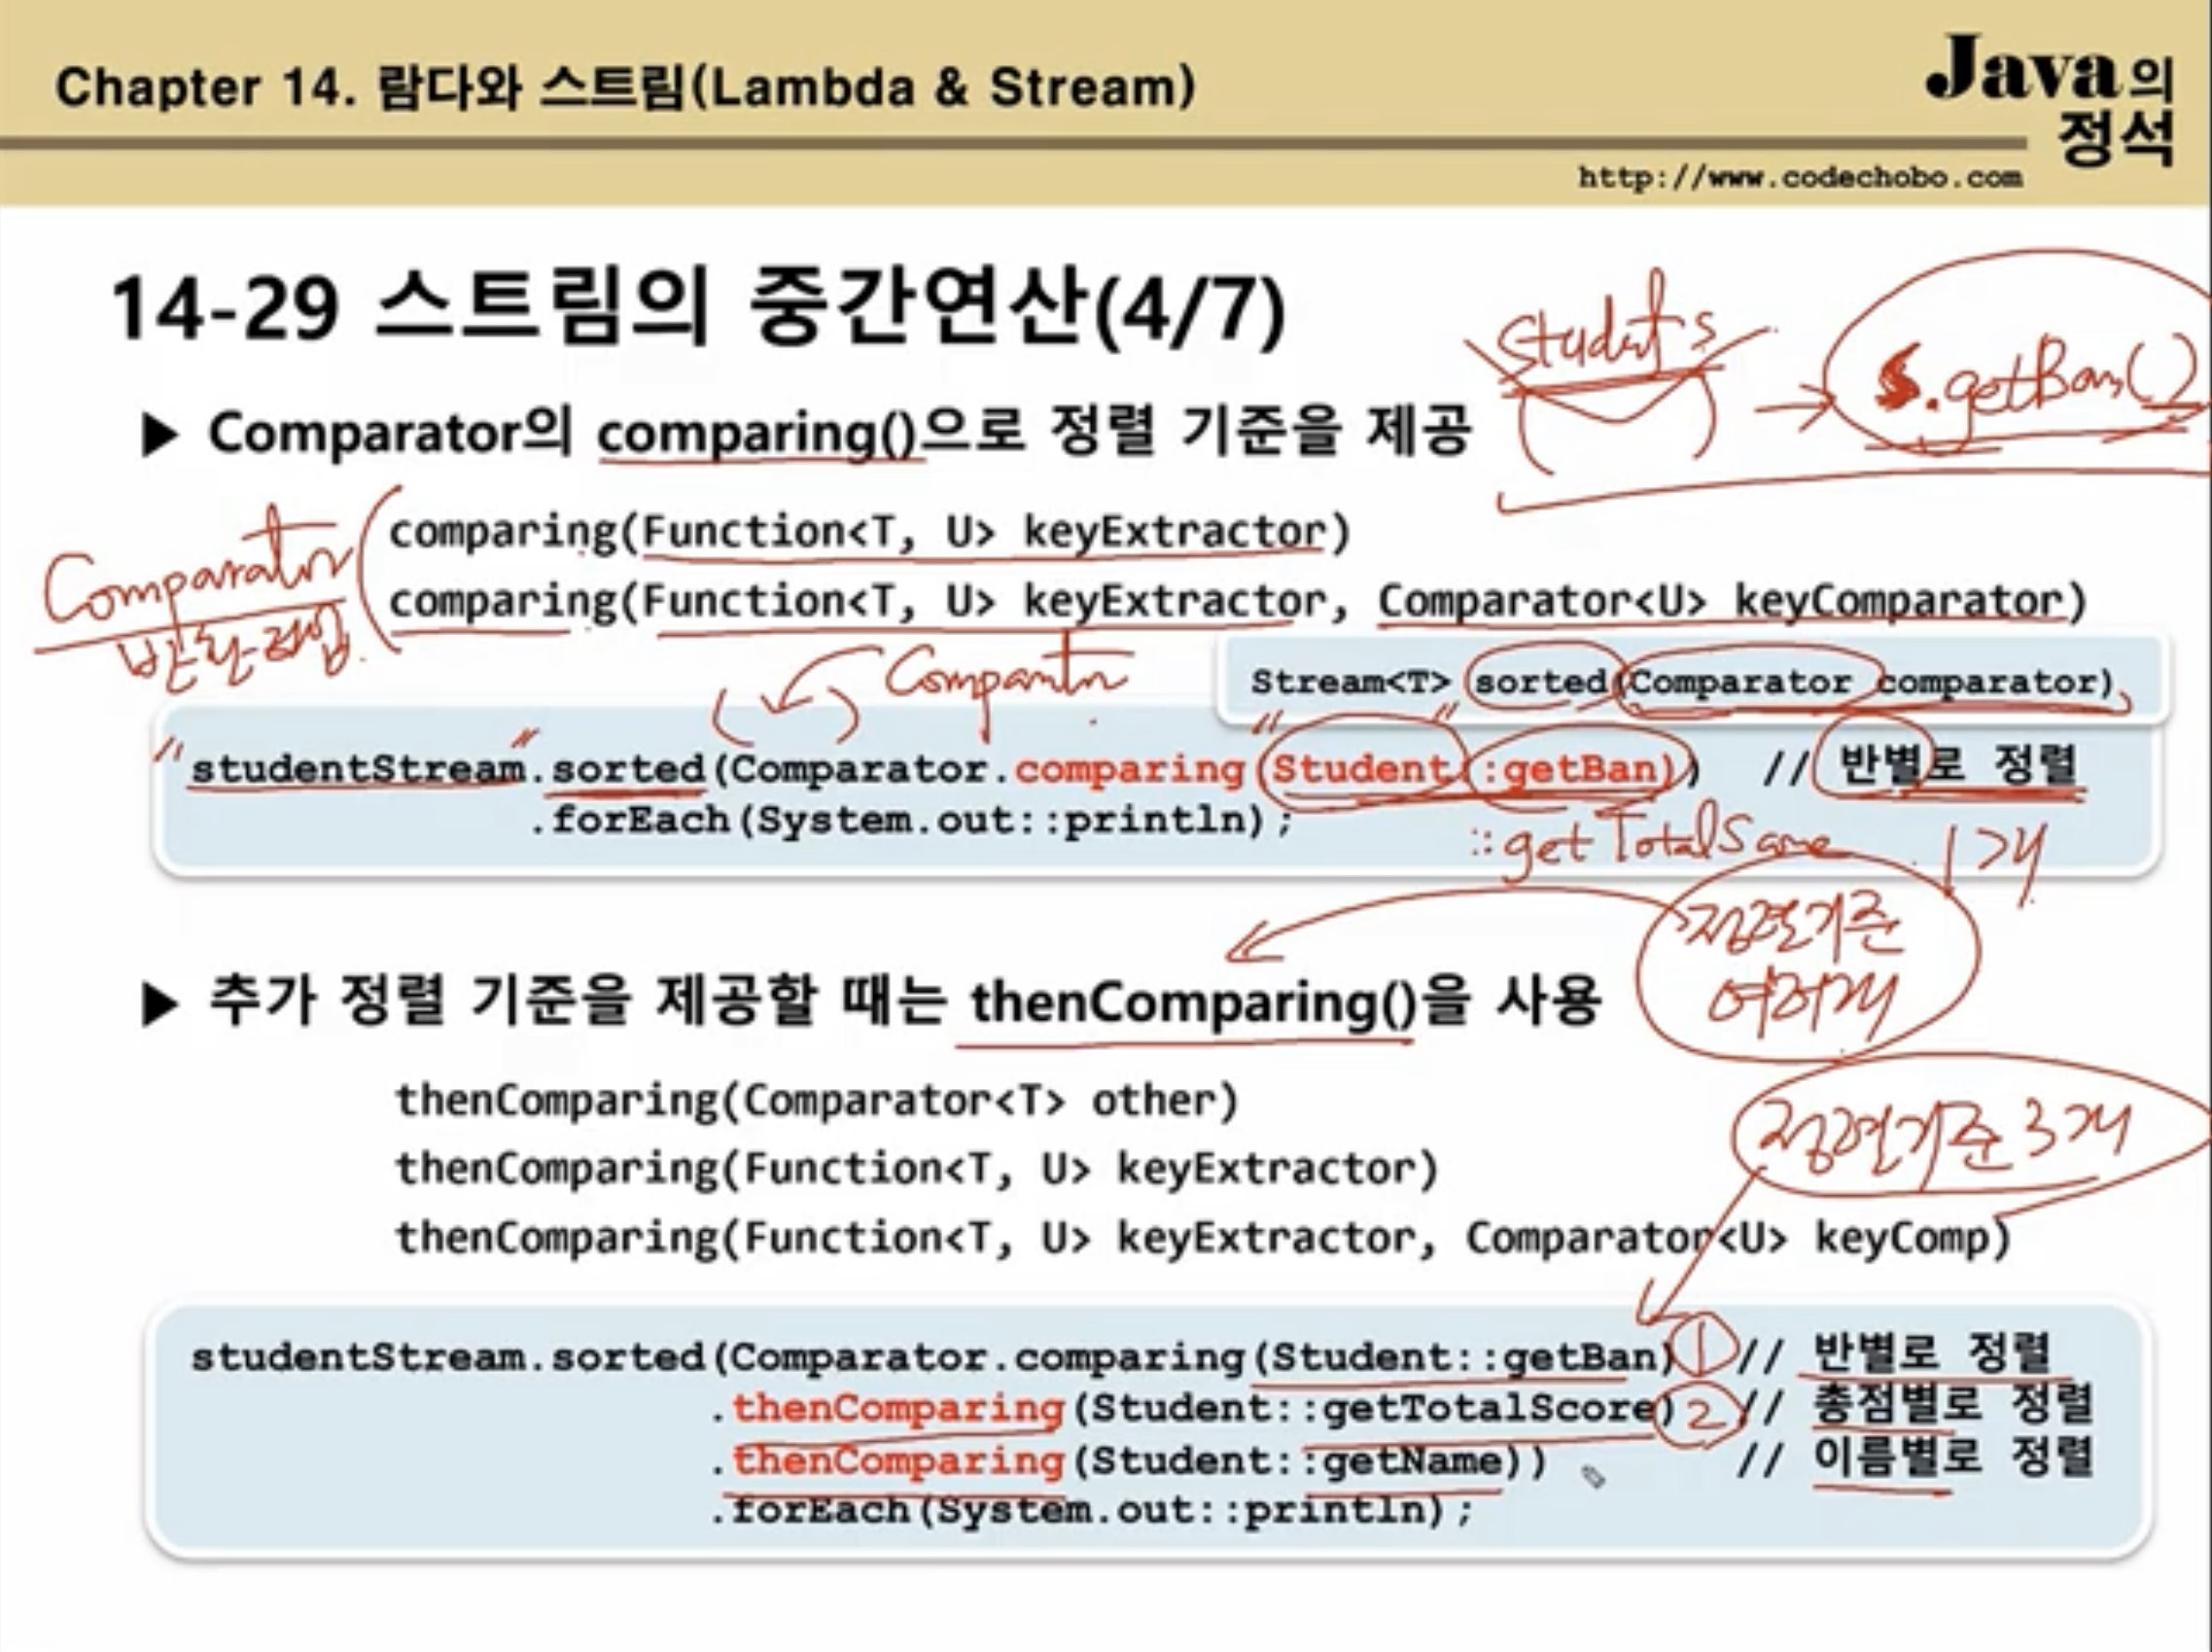 Chapter 14. 람다와 스트림(Lambda & Stream)
Java의
정석
http://www.codechobo.com
14-29 스트림의 중간연산(4/7)
Student s
→ s.getBan()
▶ Comparator의 comparing()으로 정렬 기준을 제공
Comparator
반환타입
comparing(Function<T, U> keyExtractor)
comparing(Function<T, U> keyExtractor, Comparator<U> keyComparator)
Comparator
Stream<T> sorted(Comparator comparator)
studentStream.sorted(Comparator.comparing(Student::getBan)) // 반별로 정렬
.forEach(System.out::println);
::getTotalScore
1개
정렬기준
여러개
▶ 추가 정렬 기준을 제공할 때는 thenComparing()을 사용
thenComparing(Comparator<T> other)
정렬기준 3개
thenComparing(Function<T, U> keyExtractor)
thenComparing(Function<T, U> keyExtractor, Comparator<U> keyComp)
studentStream.sorted(Comparator.comparing(Student::getBan) 1 // 반별로 정렬
.thenComparing(Student::getTotalScore) 2 // 총점별로 정렬
.thenComparing(Student::getName)) // 이름별로 정렬
.forEach(System.out::println);